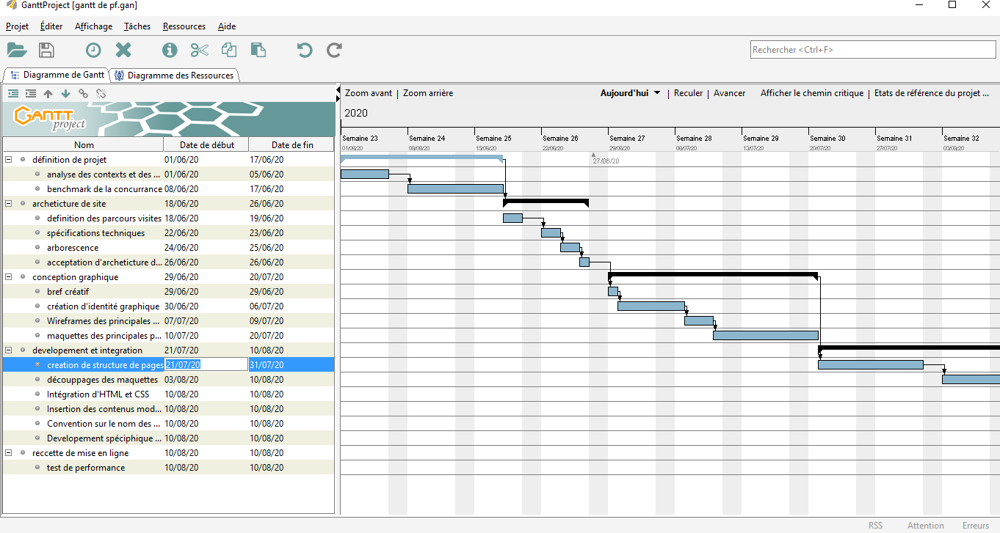 GanttProject [gantt de pf.gan]
Projet Éditer Affichage Tâches Ressources Aide
Rechercher <Ctrl+F>
Diagramme de Gantt Diagramme des Ressources
Zoom avant | Zoom arrière Aujourd'hui | Reculer | Avancer Afficher le chemin critique | Etats de référence du projet ...
GANTT project
2020
Nom Date de début Date de fin
Semaine 23 Semaine 24 Semaine 25 Semaine 26 Semaine 27 Semaine 28 Semaine 29 Semaine 30 Semaine 31 Semaine 32
01/06/20 08/06/20 15/06/20 22/06/20 29/06/20 06/07/20 13/07/20 20/07/20 27/07/20 03/08/20
27/06/20
définition de projet 01/06/20 17/06/20
analyse des contexts et des ... 01/06/20 05/06/20
benchmark de la concurrance 08/06/20 17/06/20
archeticture de site 18/06/20 26/06/20
definition des parcours visites 18/06/20 19/06/20
spécifications techniques 22/06/20 23/06/20
arborescence 24/06/20 25/06/20
acceptation d'archeticture d... 26/06/20 26/06/20
conception graphique 29/06/20 20/07/20
bref créatif 29/06/20 29/06/20
création d'identité graphique 30/06/20 06/07/20
Wireframes des principales ... 07/07/20 09/07/20
maquettes des principales p... 10/07/20 20/07/20
developement et integration 21/07/20 10/08/20
creation de structure de pages 21/07/20 31/07/20
découppages des maquettes 03/08/20 10/08/20
Intégration d'HTML et CSS 10/08/20 10/08/20
Insertion des contenus mod... 10/08/20 10/08/20
Convention sur le nom des ... 10/08/20 10/08/20
Developement spéciphique ... 10/08/20 10/08/20
reccette de mise en ligne 10/08/20 10/08/20
test de performance 10/08/20 10/08/20
RSS Attention Erreurs